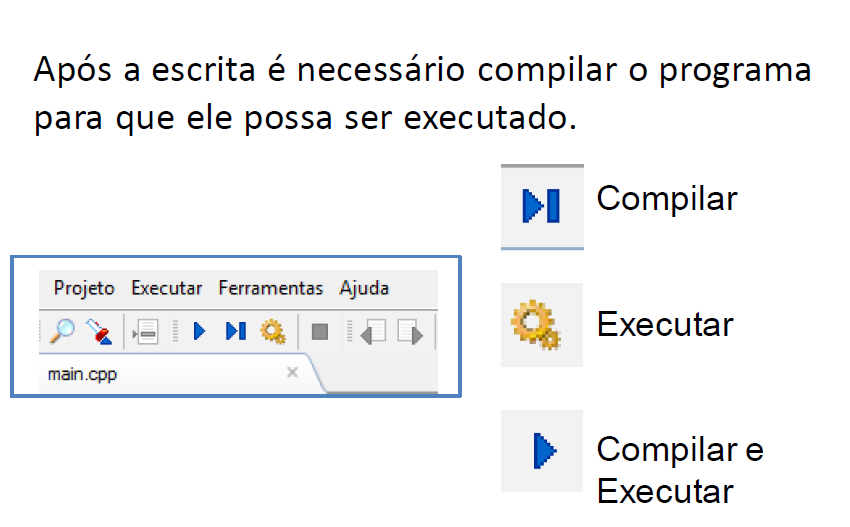 Após a escrita é necessário compilar o programa
para que ele possa ser executado.
Compilar
Projeto Executar Ferramentas Ajuda
Executar
main.cpp
Compilar e
Executar